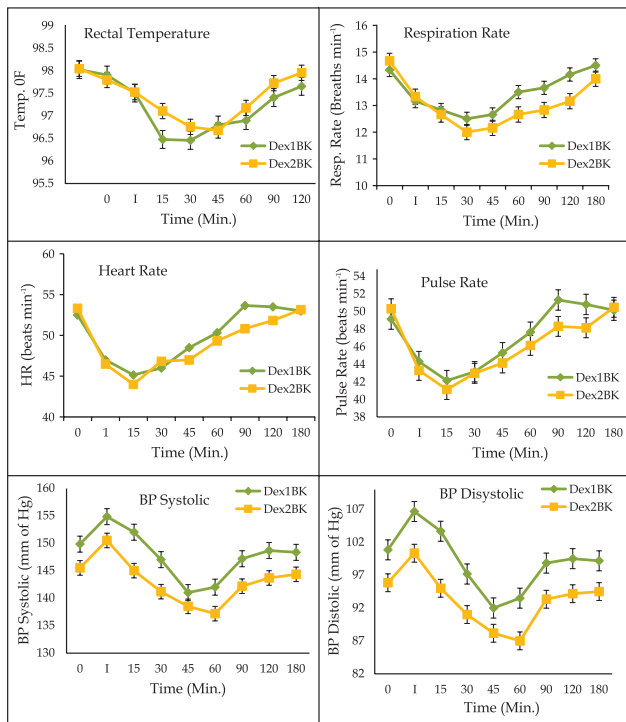 Rectal Temperature
Temp. 0F
99
98.5
98
97.5
97
96.5
96
95.5
Dex1BK
Dex2BK
0 I 15 30 45 60 90 120
Time (Min.)
Respiration Rate
Resp. Rate (Breaths min-1)
16
15
14
13
12
11
10
Dex1BK
Dex2BK
0 I 15 30 45 60 90 120 180
Time (Min.)
Heart Rate
HR (beats min-1)
60
55
50
45
40
Dex1BK
Dex2BK
0 1 15 30 45 60 90 120 180
Time (Min.)
Pulse Rate
Pulse Rate (beats min-1)
54
50
46
42
38
Dex1BK
Dex2BK
0 I 15 30 45 60 90 120 180
Time (Min.)
BP Systolic
BP Systolic (mm of Hg)
160
155
150
145
140
135
130
Dex1BK
Dex2BK
0 I 15 30 45 60 90 120 180
Time (Min.)
BP Disystolic
BP Distolic (mm of Hg)
107
102
97
92
87
82
Dex1BK
Dex2BK
0 I 15 30 45 60 90 120 180
Time (Min.)